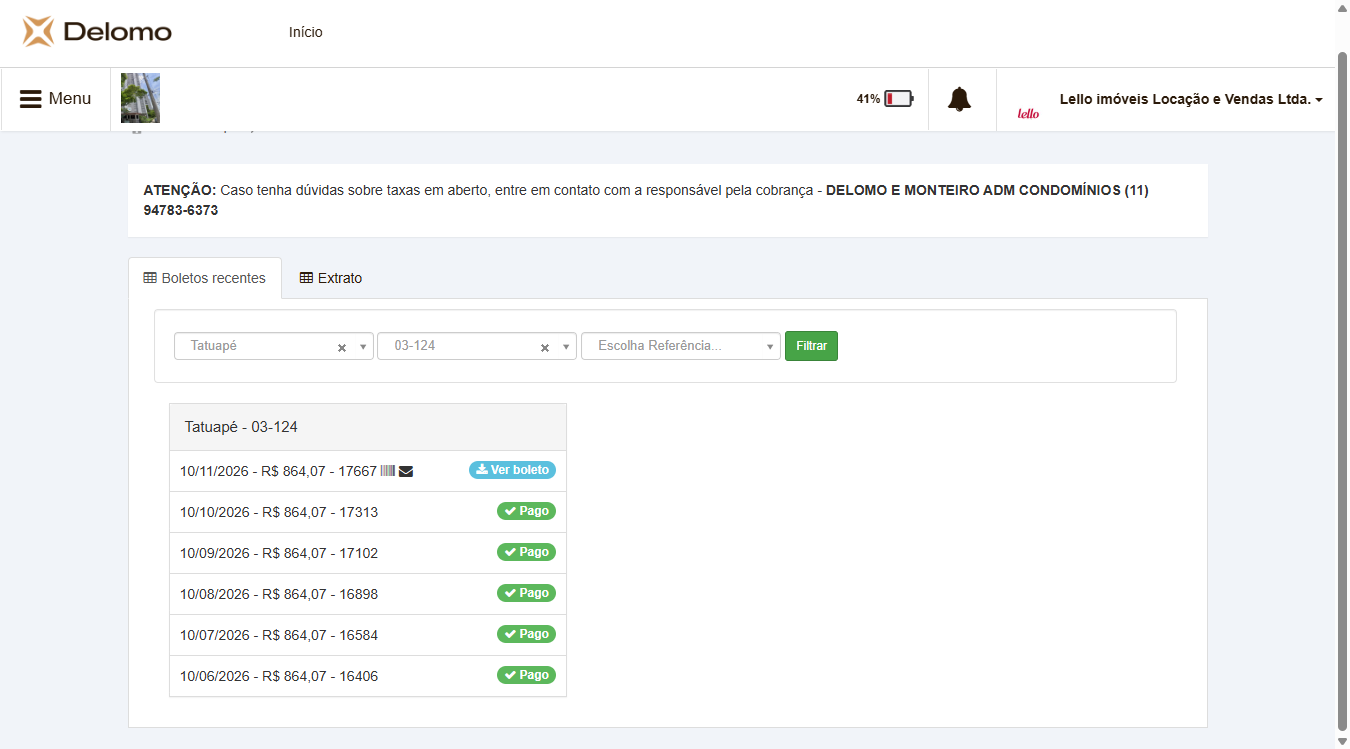 Delomo
Início
Menu
41%
lello
Lello imóveis Locação e Vendas Ltda.
ATENÇÃO: Caso tenha dúvidas sobre taxas em aberto, entre em contato com a responsável pela cobrança - DELOMO E MONTEIRO ADM CONDOMÍNIOS (11)
94783-6373
Boletos recentes
Extrato
Tatuapé
03-124
Escolha Referência...
Filtrar
Tatuapé - 03-124
10/11/2026 - R$ 864,07 - 17667
Ver boleto
10/10/2026 - R$ 864,07 - 17313
Pago
10/09/2026 - R$ 864,07 - 17102
Pago
10/08/2026 - R$ 864,07 - 16898
Pago
10/07/2026 - R$ 864,07 - 16584
Pago
10/06/2026 - R$ 864,07 - 16406
Pago